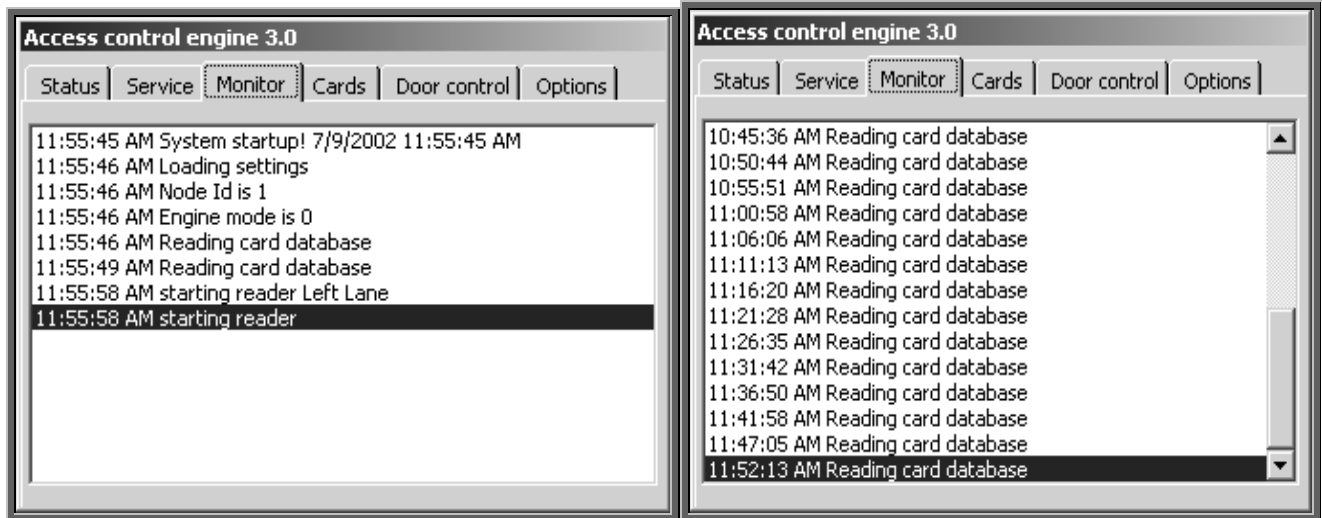 Access control engine 3.0
Status Service Monitor Cards Door control Options
11:55:45 AM System startup! 7/9/2002 11:55:45 AM
11:55:46 AM Loading settings
11:55:46 AM Node Id is 1
11:55:46 AM Engine mode is 0
11:55:46 AM Reading card database
11:55:49 AM Reading card database
11:55:58 AM starting reader Left Lane
11:55:58 AM starting reader
Access control engine 3.0
Status Service Monitor Cards Door control Options
10:45:36 AM Reading card database
10:50:44 AM Reading card database
10:55:51 AM Reading card database
11:00:58 AM Reading card database
11:06:06 AM Reading card database
11:11:13 AM Reading card database
11:16:20 AM Reading card database
11:21:28 AM Reading card database
11:26:35 AM Reading card database
11:31:42 AM Reading card database
11:36:50 AM Reading card database
11:41:58 AM Reading card database
11:47:05 AM Reading card database
11:52:13 AM Reading card database